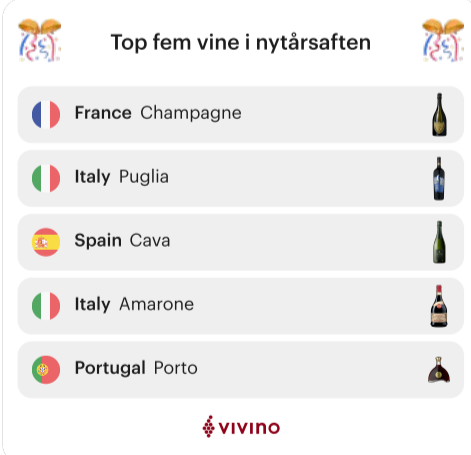 Top fem vine i nytårsaften
France Champagne
Italy Puglia
Spain Cava
Italy Amarone
Portugal Porto
VIVINO